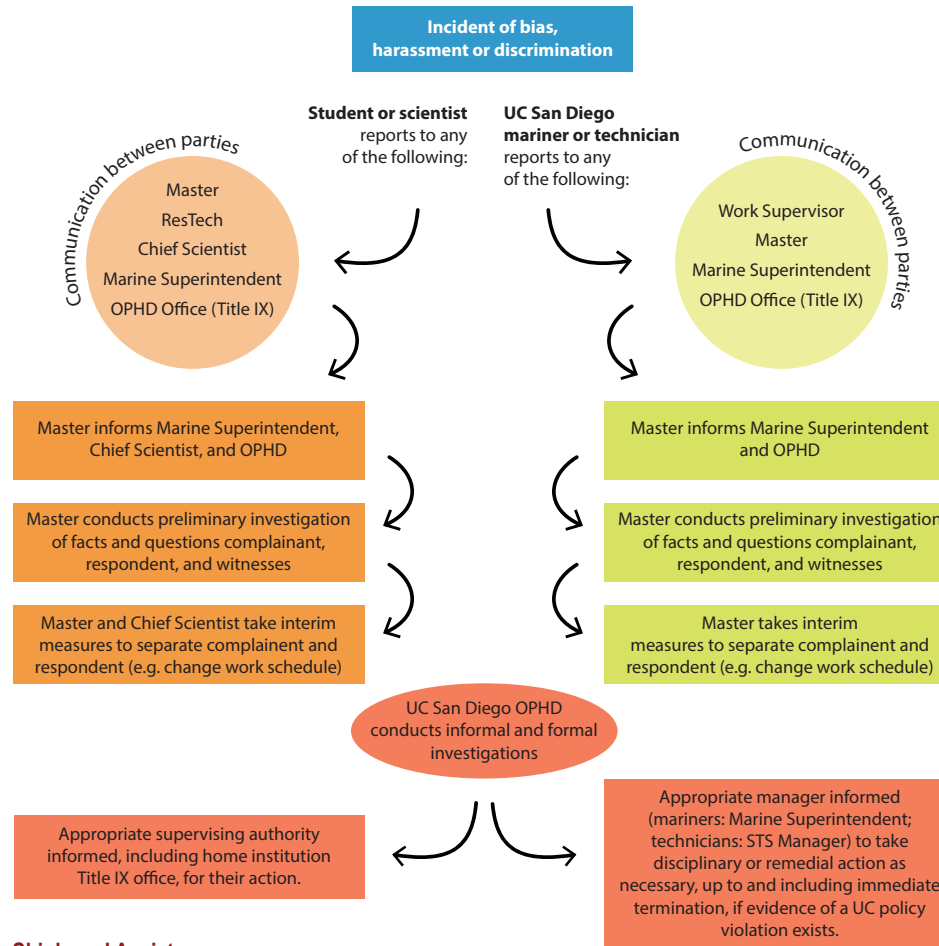 Incident of bias,
harassment or discrimination
Student or scientist
reports to any
of the following:
UC San Diego
mariner or technician
reports to any
of the following:
Communication between parties
Master
ResTech
Chief Scientist
Marine Superintendent
OPHD Office (Title IX)
Communication between parties
Work Supervisor
Master
Marine Superintendent
OPHD Office (Title IX)
Master informs Marine Superintendent,
Chief Scientist, and OPHD
Master informs Marine Superintendent
and OPHD
Master conducts preliminary investigation
of facts and questions complainant,
respondent, and witnesses
Master conducts preliminary investigation
of facts and questions complainant,
respondent, and witnesses
Master and Chief Scientist take interim
measures to separate complainent and
respondent (e.g. change work schedule)
Master takes interim
measures to separate complainent and
respondent (e.g. change work schedule)
UC San Diego OPHD
conducts informal and formal
investigations
Appropriate supervising authority
informed, including home institution
Title IX office, for their action.
Appropriate manager informed
(mariners: Marine Superintendent;
technicians: STS Manager) to take
disciplinary or remedial action as
necessary, up to and including immediate
termination, if evidence of a UC policy
violation exists.